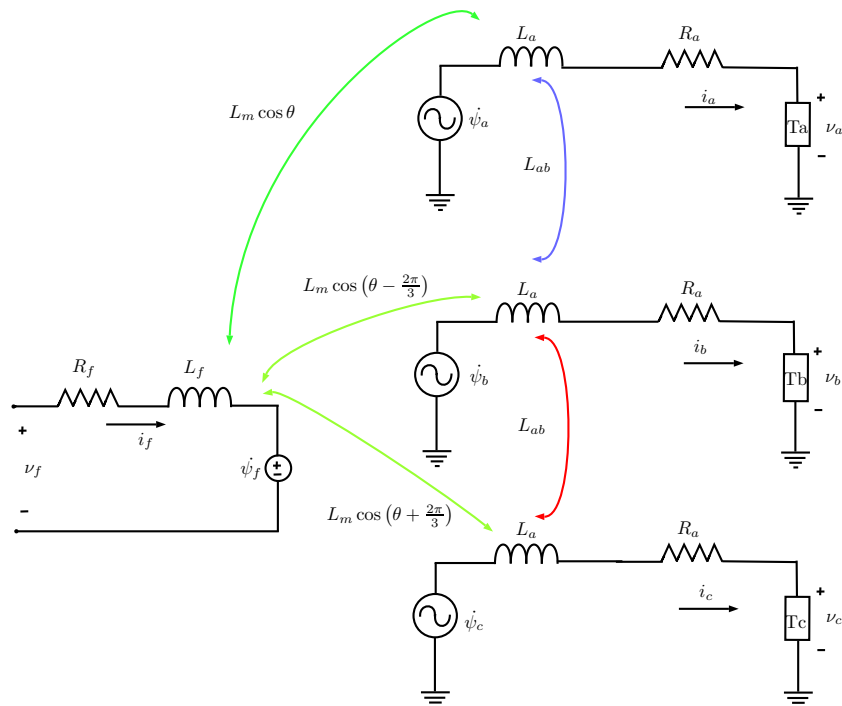 L_a
R_a
L_m cos θ
ψ̇_a
i_a
+
Ta
ν_a
−
L_ab
L_m cos (θ − 2π/3)
L_a
R_a
ψ̇_b
i_b
+
Tb
ν_b
−
R_f
L_f
i_f
+
ν_f
−
ψ̇_f
+
−
L_ab
L_m cos (θ + 2π/3)
L_a
R_a
ψ̇_c
i_c
+
Tc
ν_c
−